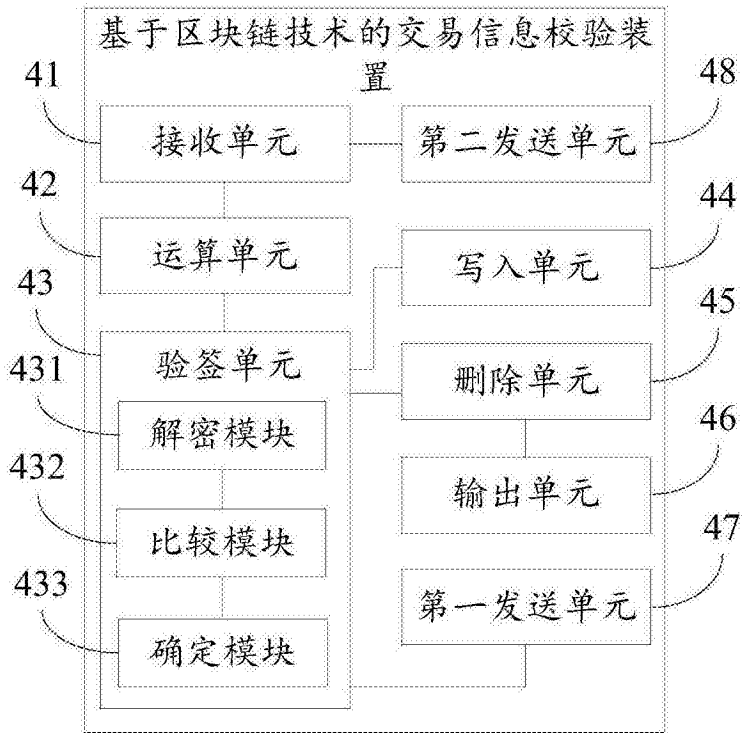 基于区块链技术的交易信息校验装
置
41
接收单元
第二发送单元
48
42
运算单元
写入单元
44
43
验签单元
删除单元
45
431
解密模块
输出单元
46
432
比较模块
第一发送单元
47
433
确定模块